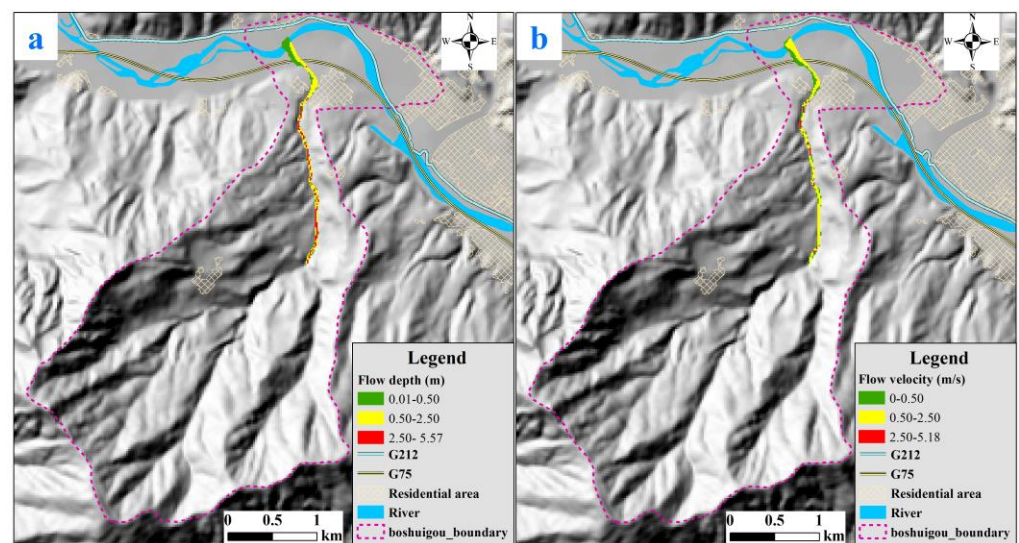 a
N
W E
S
Legend
Flow depth (m)
0.01-0.50
0.50-2.50
2.50- 5.57
G212
G75
Residential area
River
boshuigou_boundary
0 0.5 1
km
b
N
W E
S
Legend
Flow velocity (m/s)
0-0.50
0.50-2.50
2.50-5.18
G212
G75
Residential area
River
boshuigou_boundary
0 0.5 1
km